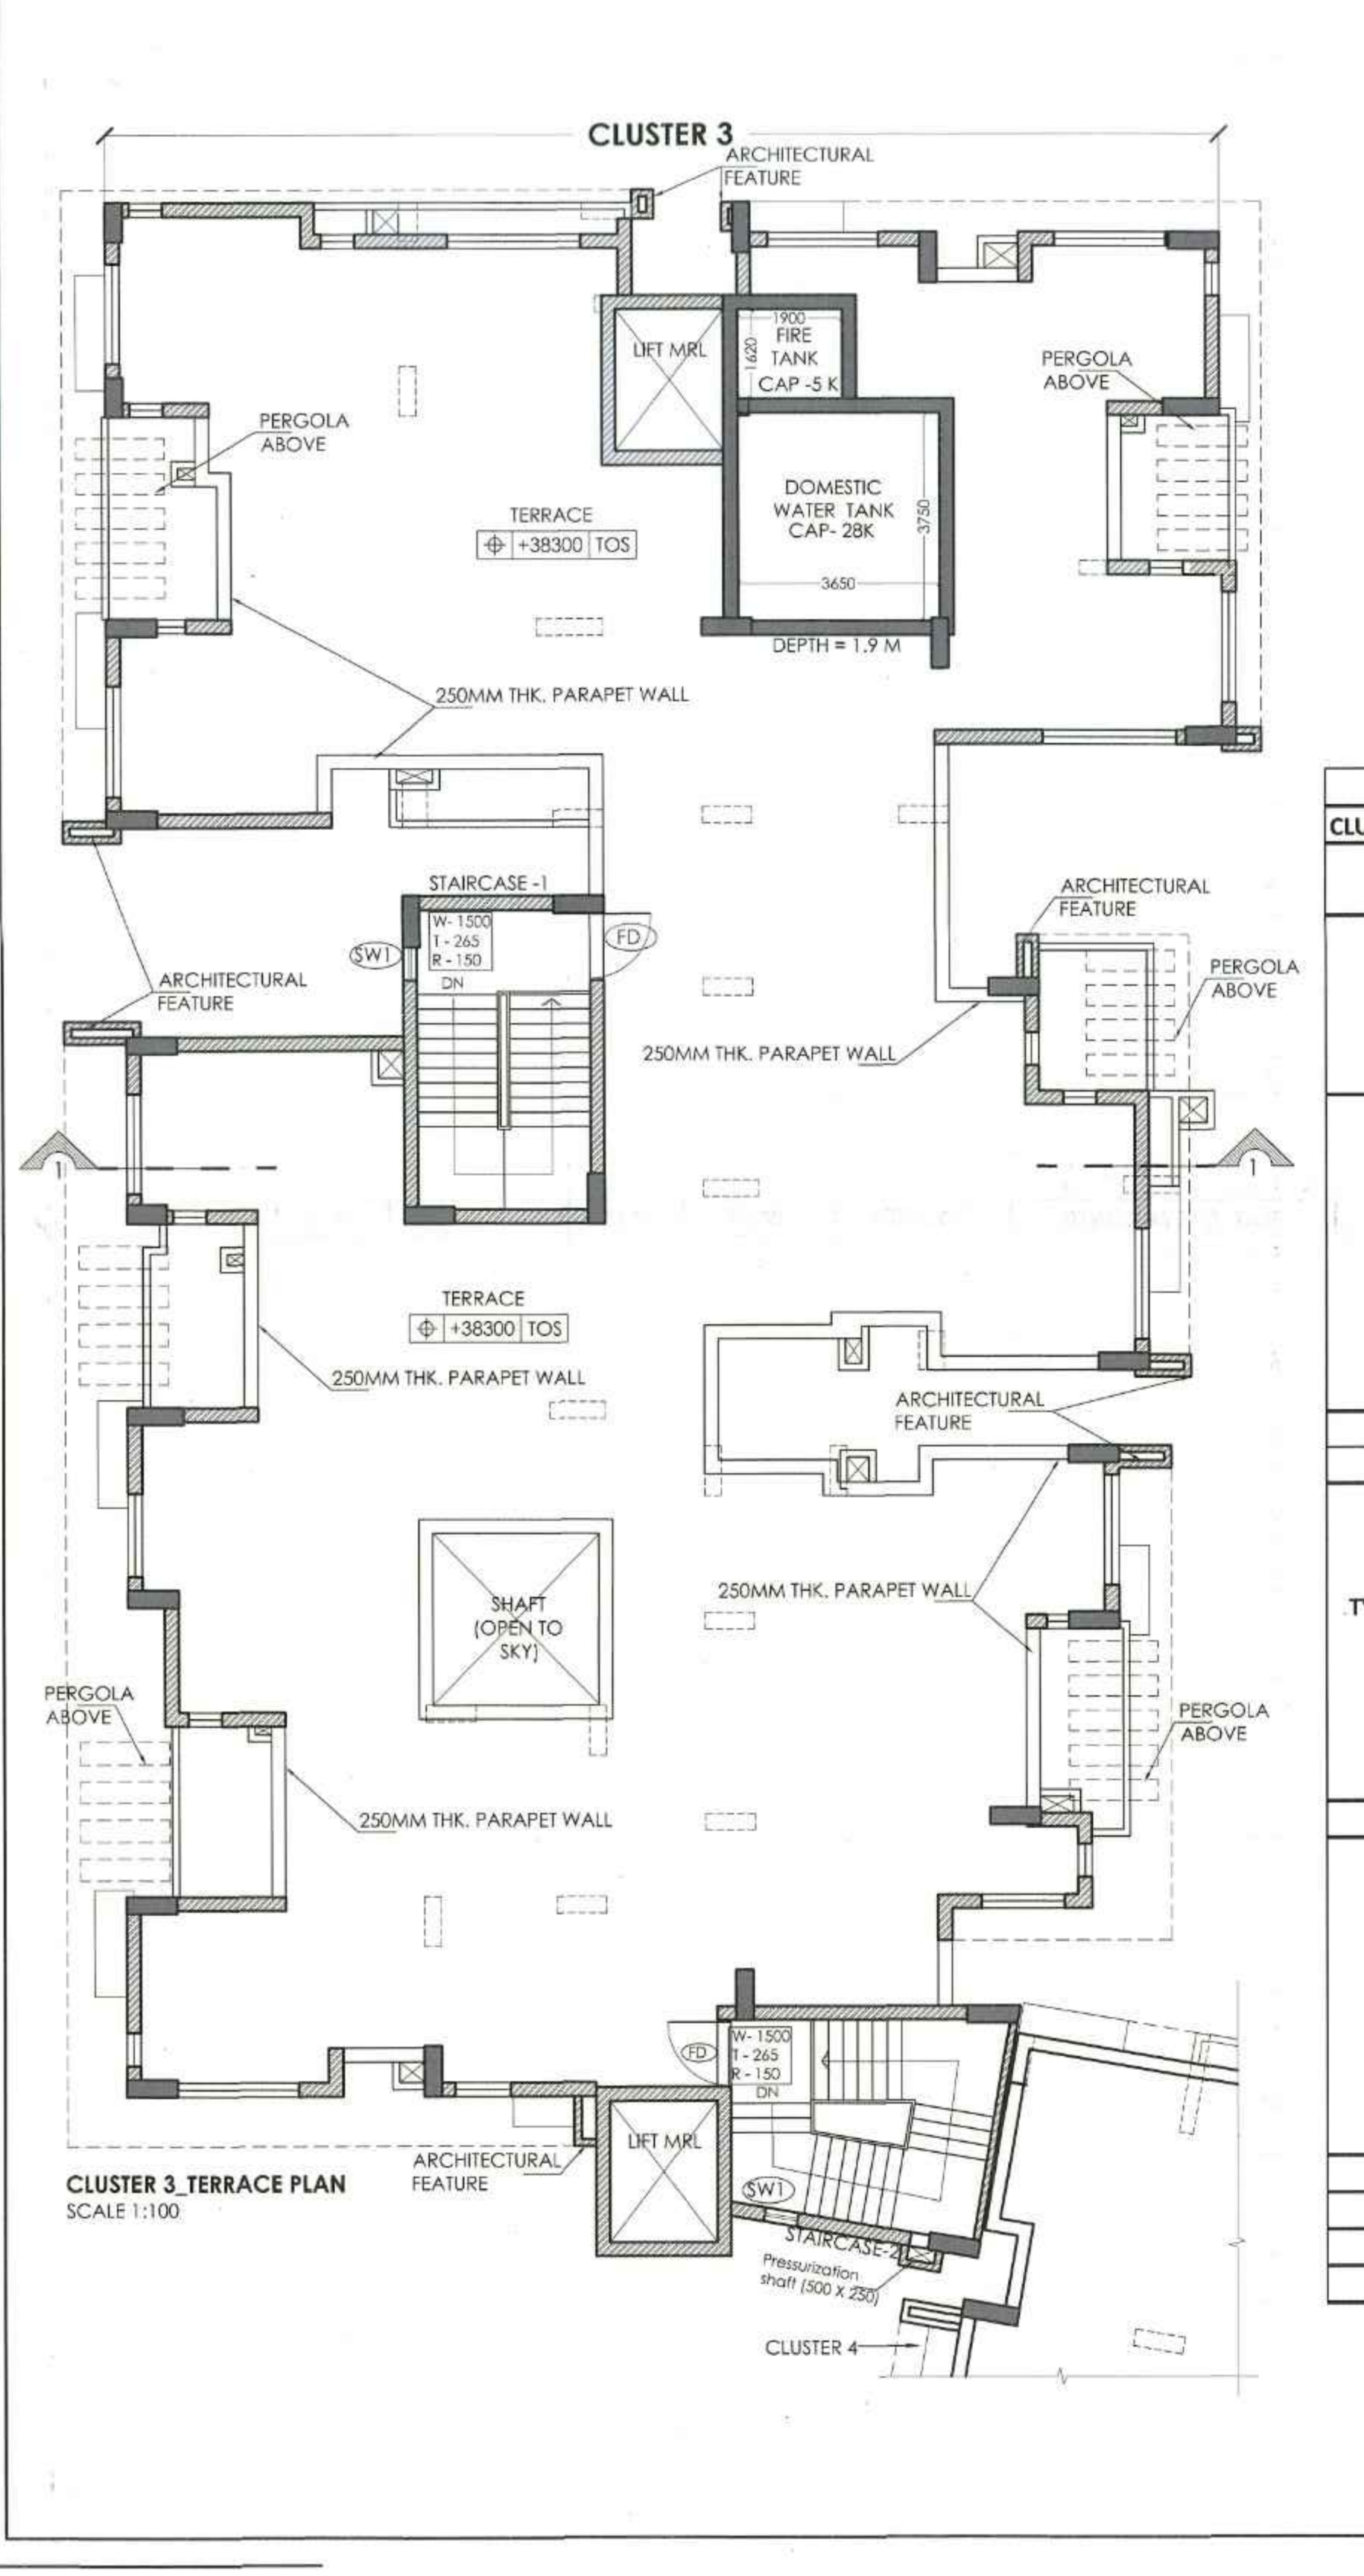 CLUSTER 3
ARCHITECTURAL
FEATURE
1900
FIRE
TANK
CAP -5 K
1620
LIFT MRL
PERGOLA
ABOVE
PERGOLA
ABOVE
DOMESTIC
WATER TANK
CAP- 28K
3750
3650
DEPTH = 1.9 M
TERRACE
+38300 TOS
250MM THK. PARAPET WALL
STAIRCASE -1
W- 1500
T - 265
R - 150
DN
SW1
FD
ARCHITECTURAL
FEATURE
ARCHITECTURAL
FEATURE
PERGOLA
ABOVE
250MM THK. PARAPET WALL
1
1
TERRACE
+38300 TOS
250MM THK. PARAPET WALL
ARCHITECTURAL
FEATURE
SHAFT
(OPEN TO
SKY)
250MM THK. PARAPET WALL
PERGOLA
ABOVE
PERGOLA
ABOVE
250MM THK. PARAPET WALL
FD
W- 1500
T - 265
R - 150
DN
LIFT MRL
SW1
ARCHITECTURAL
FEATURE
STAIRCASE-2
Pressurization
shaft (500 X 250)
CLUSTER 4
CLUSTER 3_TERRACE PLAN
SCALE 1:100